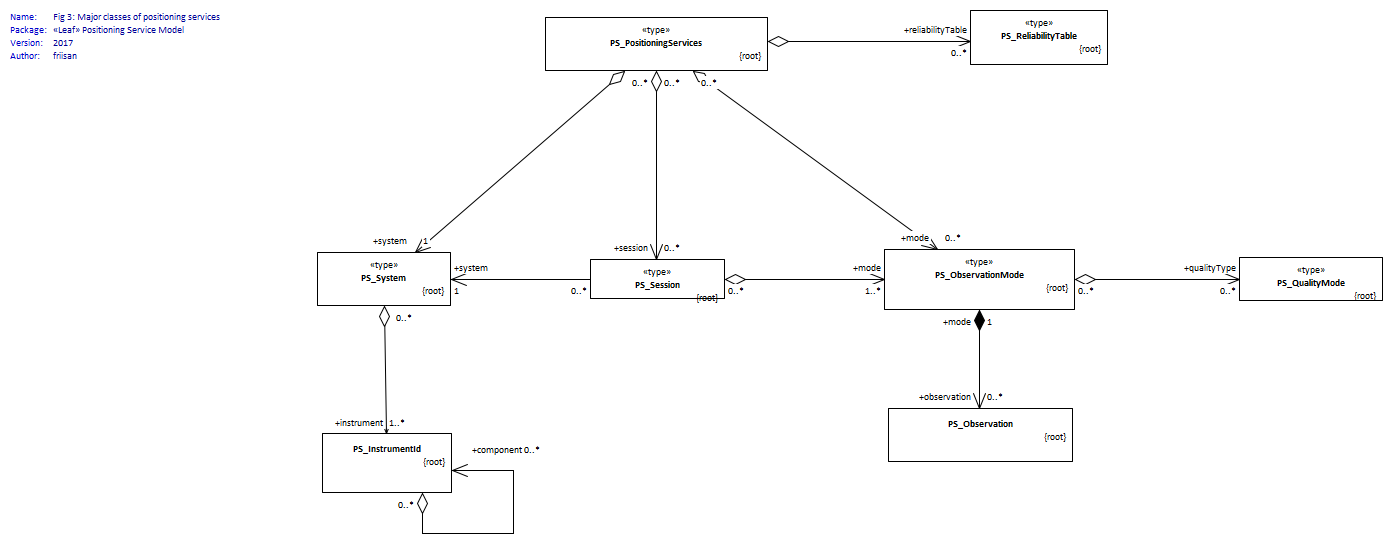 Name: Fig 3: Major classes of positioning services
Package: «Leaf» Positioning Service Model
Version: 2017
Author: friisan
«type»
PS_PositioningServices
{root}
+reliabilityTable
0..*
«type»
PS_ReliabilityTable
{root}
0..*
0..*
0..*
+system
1
+session
0..*
+mode
0..*
«type»
PS_System
{root}
+system
1
0..*
«type»
PS_Session
{root}
0..*
+mode
1..*
«type»
PS_ObservationMode
{root}
0..*
+qualityType
0..*
«type»
PS_QualityMode
{root}
0..*
+mode
1
+instrument
1..*
+observation
0..*
PS_InstrumentId
{root}
+component 0..*
0..*
PS_Observation
{root}